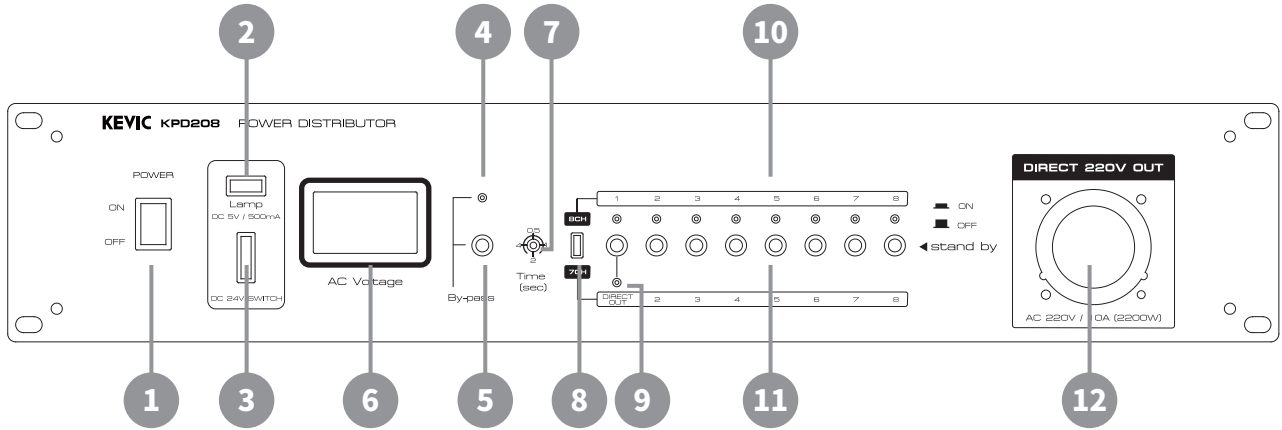 2
4
7
10
KEVIC KPD208 POWER DISTRIBUTOR
POWER
ON
OFF
Lamp
DC 5V / 500mA
DC 24V SWITCH
AC Voltage
By-pass
05
4 1
2
Time
(sec)
8CH
7CH
1 2 3 4 5 6 7 8
ON
OFF
◀ stand by
DIRECT
OUT 2 3 4 5 6 7 8
DIRECT 220V OUT
AC 220V / 10A (2200W)
1
3
6
5
8
9
11
12